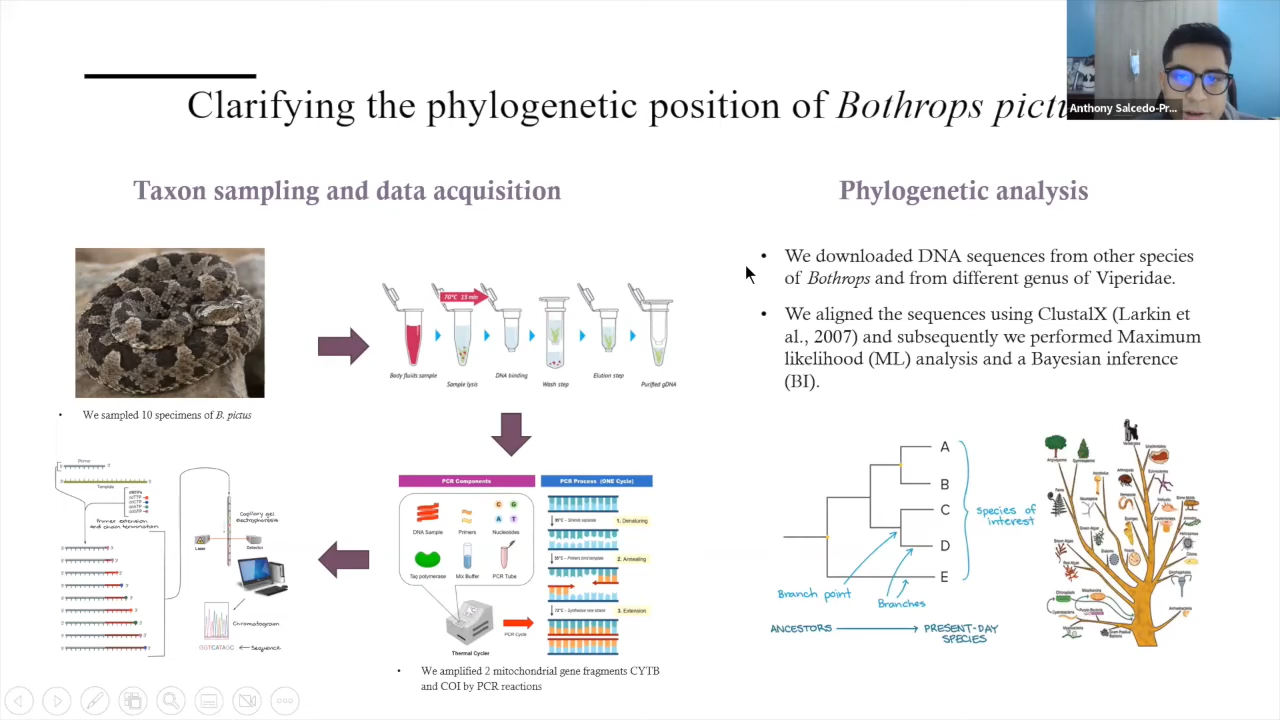 Anthony Salcedo-Pr...
Clarifying the phylogenetic position of Bothrops pictu
Taxon sampling and data acquisition
We sampled 10 specimens of B. pictus
70ºC 15 min
Body fluids sample
Sample lysis
DNA binding
Wash step
Elution step
Purified gDNA
PCR Components
PCR Process (ONE Cycle)
C
G
A
T
DNA Sample
Primers
Nucleotides
Taq polymerase
Mix Buffer
PCR Tube
Thermal Cycler
PCR Cycle
1. Denaturing
2. Annealing
3. Extension
• We amplified 2 mitochondrial gene fragments CYTB
and COI by PCR reactions
Primer
Template
Primer extension
and chain termination
Capillary gel
electrophoresis
Laser
Detector
Chromatogram
GGTCATAGC
Sequence
Phylogenetic analysis
• We downloaded DNA sequences from other species
of Bothrops and from different genus of Viperidae.
• We aligned the sequences using ClustalX (Larkin et
al., 2007) and subsequently we performed Maximum
likelihood (ML) analysis and a Bayesian inference
(BI).
A
B
C
D
E
species of
interest
Branch point
Branches
ANCESTORS
PRESENT-DAY
SPECIES